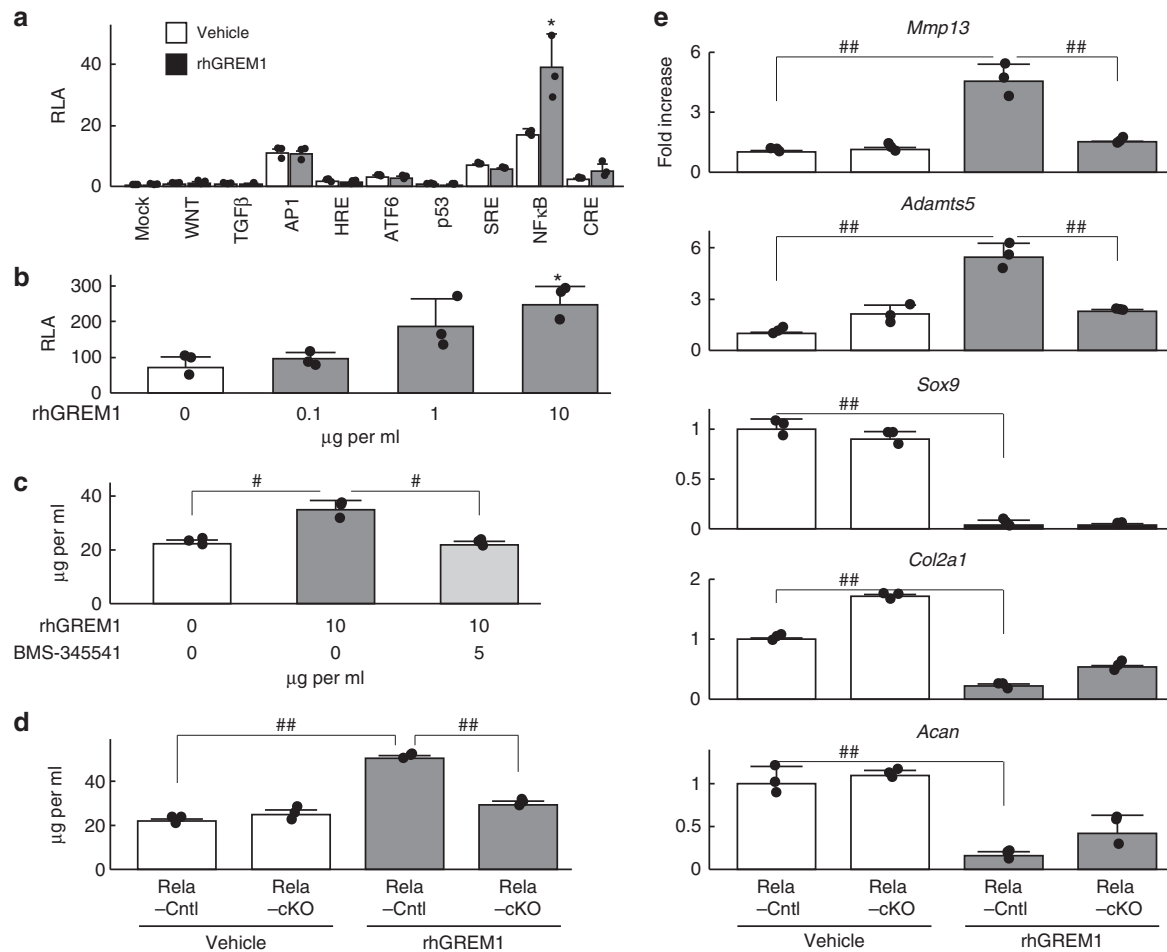 a
Vehicle
rhGREM1
*
RLA
40
20
0
Mock
WNT
TGFβ
AP1
HRE
ATF6
p53
SRE
NFκB
CRE
b
*
RLA
300
200
100
0
rhGREM1 0 0.1 1 10
μg per ml
c
# #
μg per ml
40
20
0
rhGREM1 0 10 10
BMS-345541 0 0 5
μg per ml
d
## ##
μg per ml
40
20
0
Rela Rela Rela Rela
–Cntl –cKO –Cntl –cKO
Vehicle rhGREM1
e
Mmp13
## ##
Fold increase
6
3
0
Adamts5
## ##
6
3
0
Sox9
##
1
0.5
0
Col2a1
##
2
1
0
Acan
##
1
0.5
0
Rela Rela Rela Rela
–Cntl –cKO –Cntl –cKO
Vehicle rhGREM1